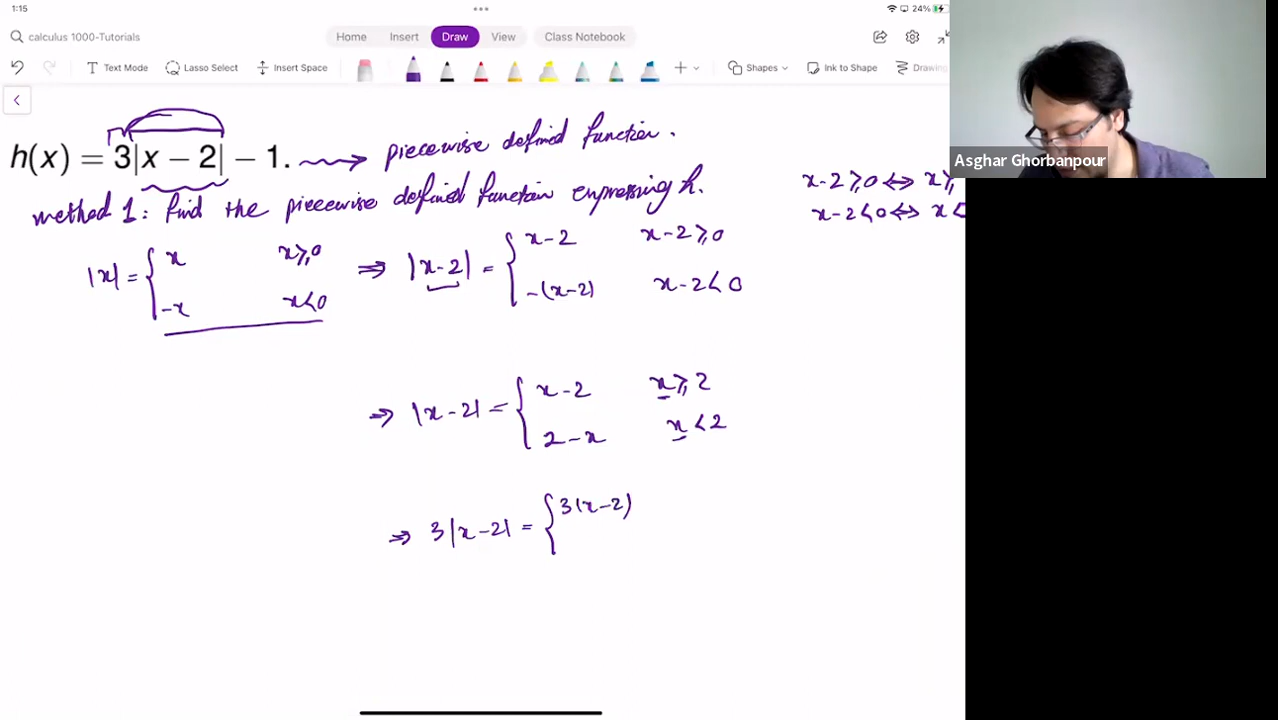 1:15
24%
calculus 1000-Tutorials
Home Insert Draw View Class Notebook
Text Mode Lasso Select Insert Space Shapes Ink to Shape Drawing
h(x) = 3|x − 2| − 1. → piecewise defined function.
Asghar Ghorbanpour
method 1: Find the piecewise defined function expressing h.
x-2⩾0 ⇔ x⩾
x-2<0 ⇔ x<
|x| = { x x⩾0
-x x<0
⇒ |x-2| = { x-2 x-2⩾0
-(x-2) x-2<0
⇒ |x-2| = { x-2 x⩾2
2-x x<2
⇒ 3|x-2| = { 3(x-2)